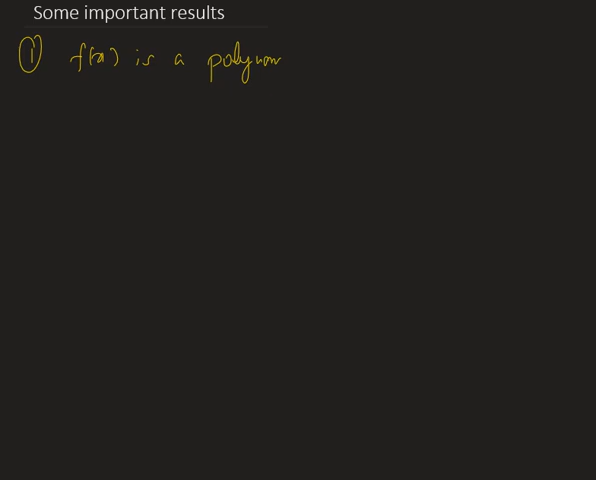 Some important results
① f(x) is a polynom